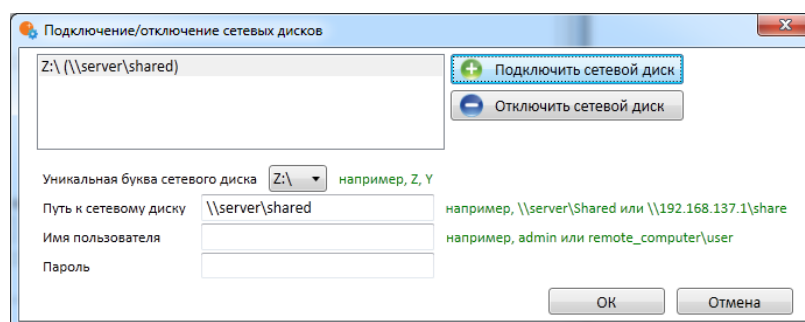 Подключение/отключение сетевых дисков
Z:\ (\\server\shared)
Подключить сетевой диск
Отключить сетевой диск
Уникальная буква сетевого диска Z:\ например, Z, Y
Путь к сетевому диску \\server\shared например, \\server\Shared или \\192.168.137.1\share
Имя пользователя например, admin или remote_computer\user
Пароль
ОК Отмена